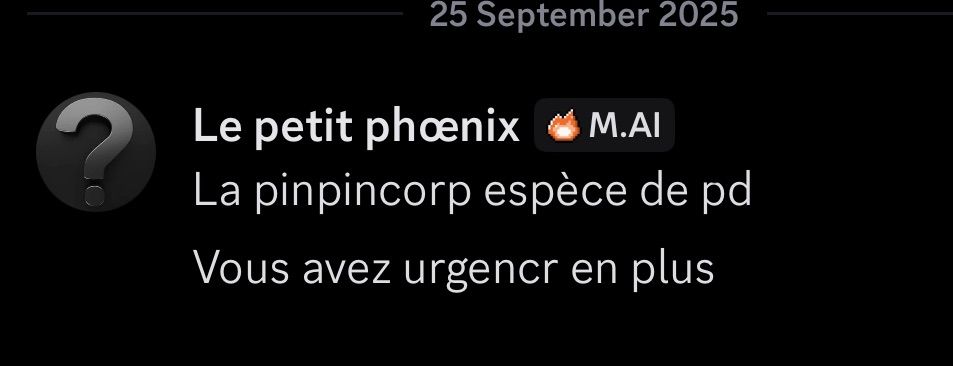 25 September 2025
Le petit phœnix M.AI
La pinpincorp espèce de pd
Vous avez urgencr en plus